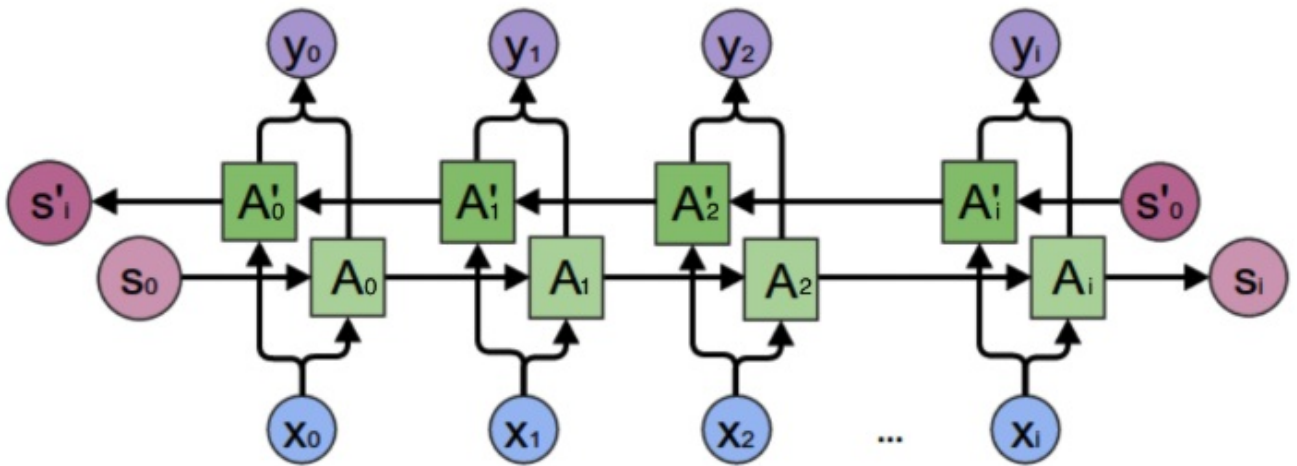 y₀ y₁ y₂ yᵢ
s'ᵢ A'₀ A'₁ A'₂ A'ᵢ s'₀
s₀ A₀ A₁ A₂ Aᵢ sᵢ
x₀ x₁ x₂ ... xᵢ